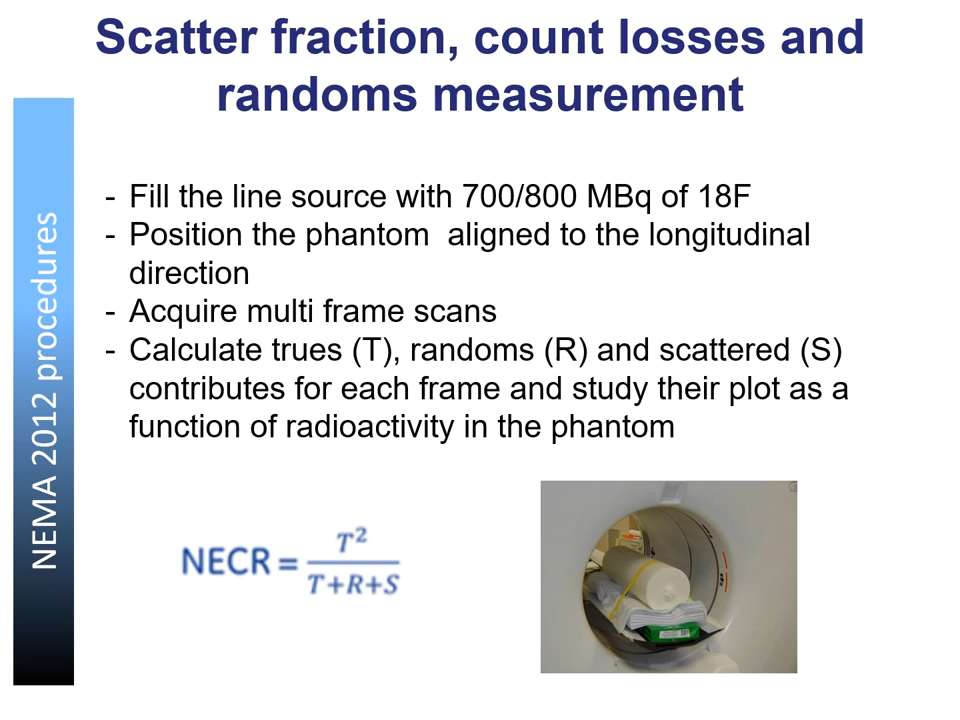 Scatter fraction, count losses and
randoms measurement
NEMA 2012 procedures
- Fill the line source with 700/800 MBq of 18F
- Position the phantom  aligned to the longitudinal
direction
- Acquire multi frame scans
- Calculate trues (T), randoms (R) and scattered (S)
contributes for each frame and study their plot as a
function of radioactivity in the phantom
NECR = T² / T+R+S